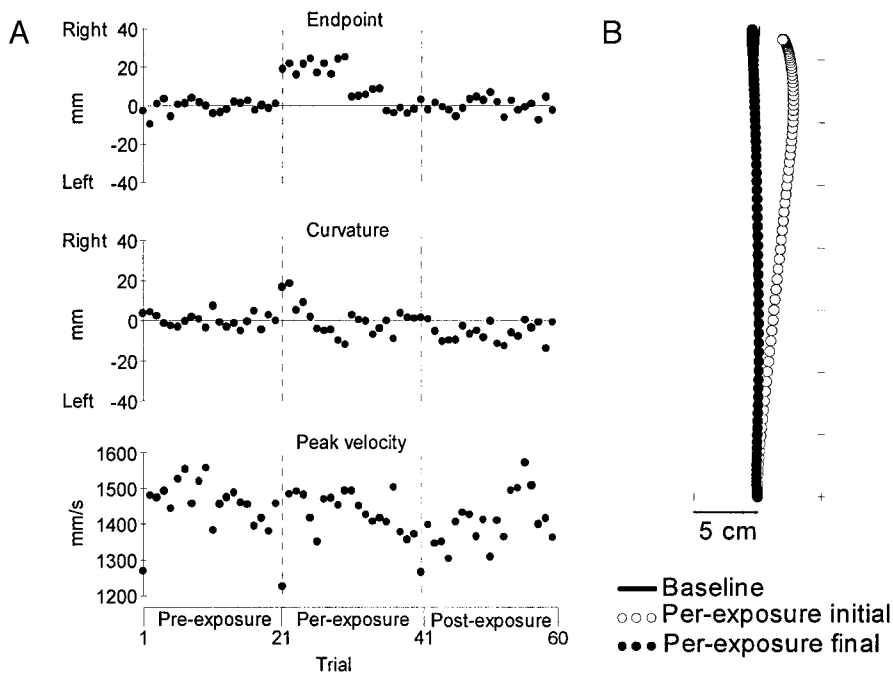 A
B
Endpoint
Right
40
20
0
mm
-20
Left
-40
Curvature
Right
40
20
0
mm
-20
Left
-40
Peak velocity
1600
1500
1400
1300
1200
mm/s
Pre-exposure
Per-exposure
Post-exposure
1
21
41
60
Trial
5 cm
Baseline
Per-exposure initial
Per-exposure final